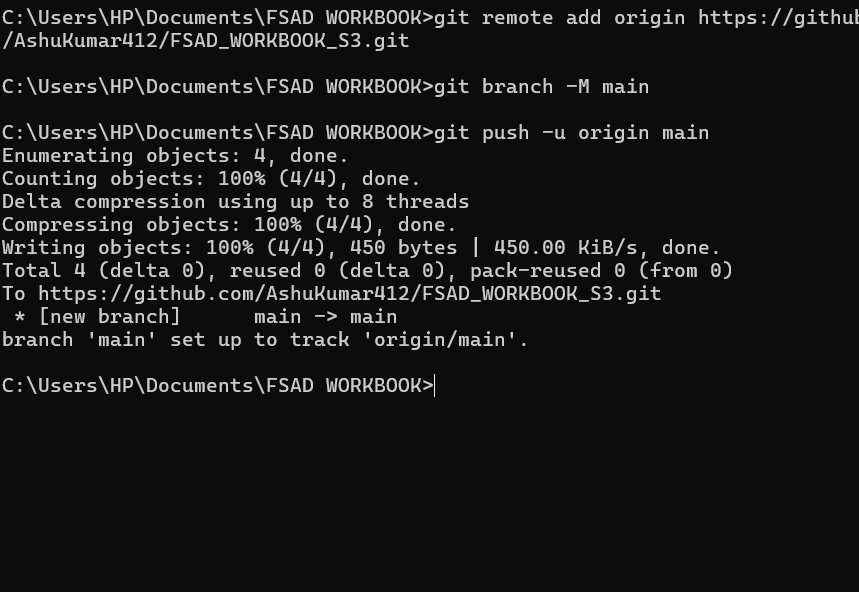 C:\Users\HP\Documents\FSAD WORKBOOK>git remote add origin https://github
/AshuKumar412/FSAD_WORKBOOK_S3.git
C:\Users\HP\Documents\FSAD WORKBOOK>git branch -M main
C:\Users\HP\Documents\FSAD WORKBOOK>git push -u origin main
Enumerating objects: 4, done.
Counting objects: 100% (4/4), done.
Delta compression using up to 8 threads
Compressing objects: 100% (4/4), done.
Writing objects: 100% (4/4), 450 bytes | 450.00 KiB/s, done.
Total 4 (delta 0), reused 0 (delta 0), pack-reused 0 (from 0)
To https://github.com/AshuKumar412/FSAD_WORKBOOK_S3.git
 * [new branch]      main -> main
branch 'main' set up to track 'origin/main'.
C:\Users\HP\Documents\FSAD WORKBOOK>